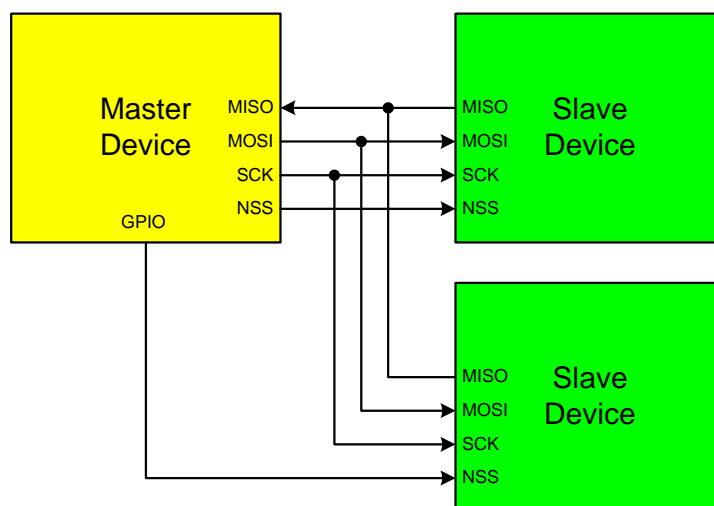 Master
Device
MISO
MOSI
SCK
NSS
GPIO
MISO
MOSI
SCK
NSS
Slave
Device
MISO
MOSI
SCK
NSS
Slave
Device